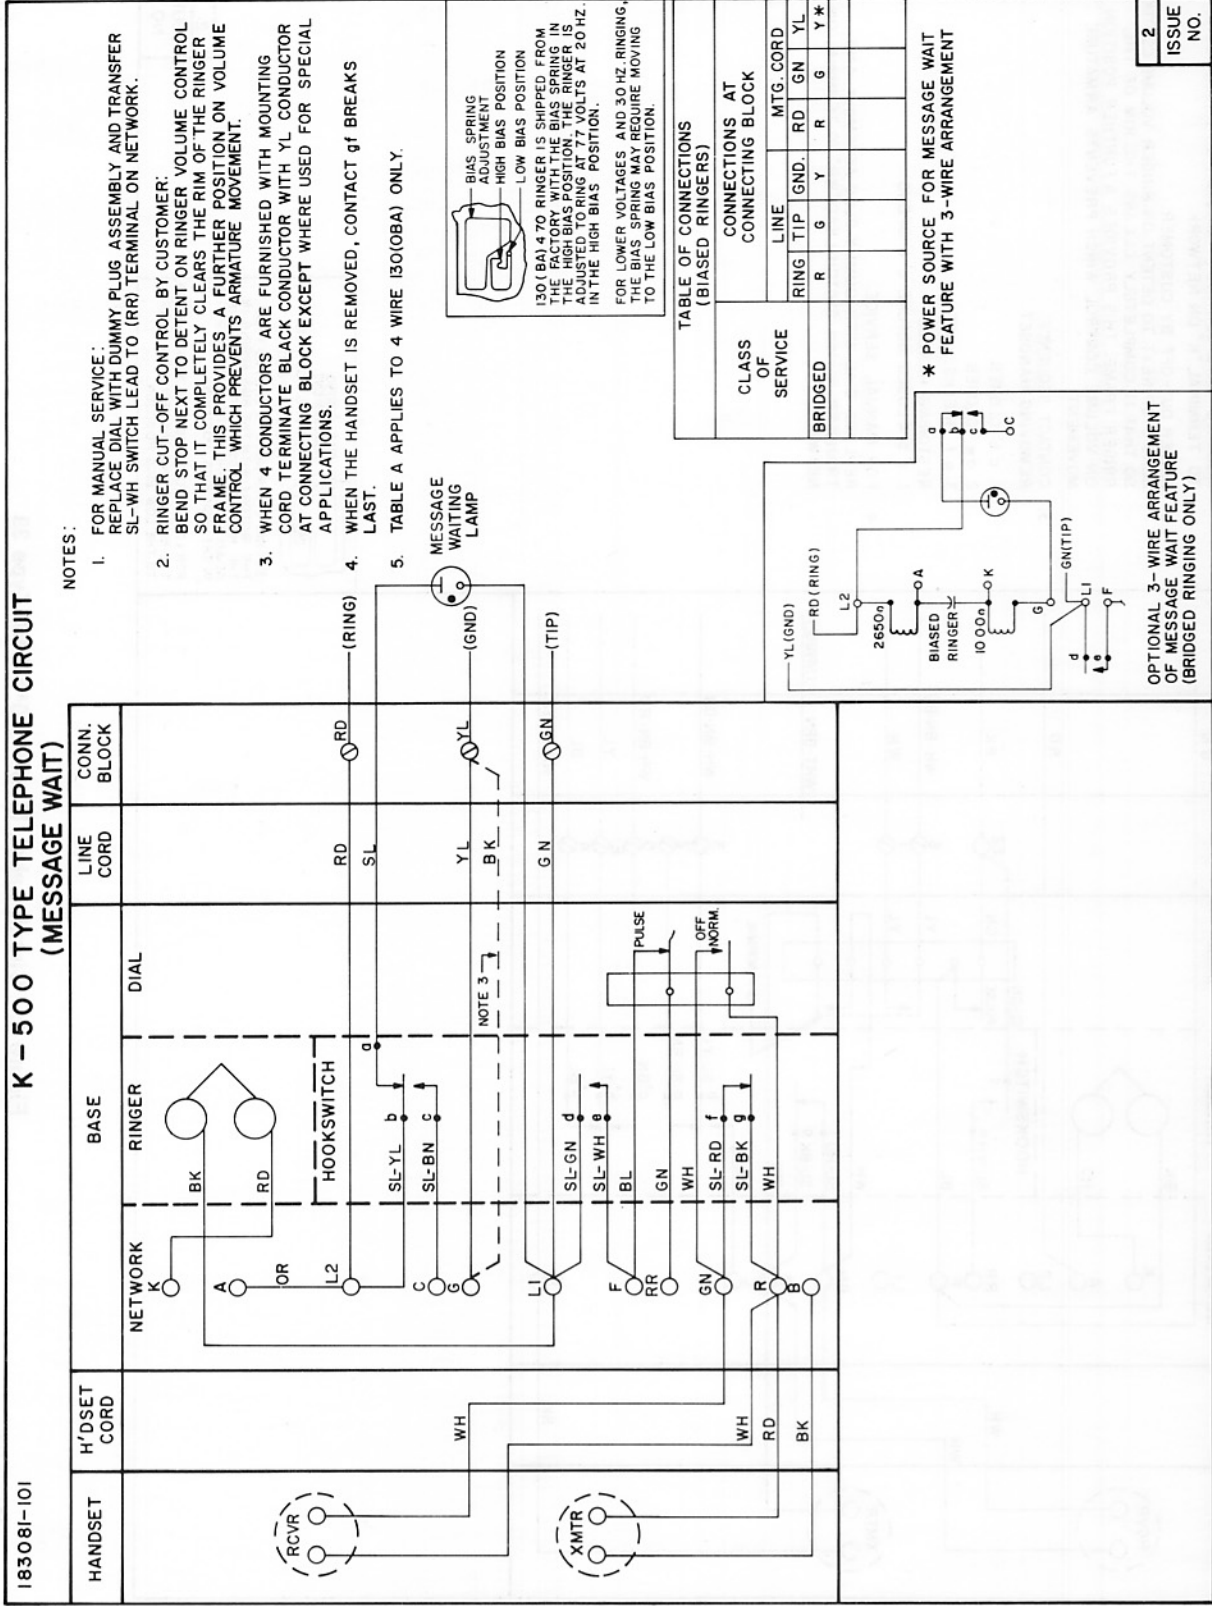 183081-101
K-500 TYPE TELEPHONE CIRCUIT
(MESSAGE WAIT)
HANDSET
H'DSET
CORD
BASE
NETWORK
RINGER
DIAL
LINE
CORD
CONN.
BLOCK
RCVR
XMTR
WH
WH
RD
BK
K
A
OR
L2
C
G
L1
F
RR
GN
R
B
BK
RD
HOOKSWITCH
SL-YL
SL-BN
SL-GN
SL-WH
BL
GN
WH
SL-RD
SL-BK
WH
a
b
c
d
e
f
g
NOTE 3
PULSE
OFF
NORM.
RD
SL
YL
BK
GN
RD
YL
GN
(RING)
(GND)
(TIP)
MESSAGE
WAITING
LAMP
NOTES:
1. FOR MANUAL SERVICE:
REPLACE DIAL WITH DUMMY PLUG ASSEMBLY AND TRANSFER
SL-WH SWITCH LEAD TO (RR) TERMINAL ON NETWORK.
2. RINGER CUT-OFF CONTROL BY CUSTOMER:
BEND STOP NEXT TO DETENT ON RINGER VOLUME CONTROL
SO THAT IT COMPLETELY CLEARS THE RIM OF THE RINGER
FRAME. THIS PROVIDES A FURTHER POSITION ON VOLUME
CONTROL WHICH PREVENTS ARMATURE MOVEMENT.
3. WHEN 4 CONDUCTORS ARE FURNISHED WITH MOUNTING
CORD TERMINATE BLACK CONDUCTOR WITH YL CONDUCTOR
AT CONNECTING BLOCK EXCEPT WHERE USED FOR SPECIAL
APPLICATIONS.
4. WHEN THE HANDSET IS REMOVED, CONTACT gf BREAKS
LAST.
5. TABLE A APPLIES TO 4 WIRE 130(0BA) ONLY.
BIAS SPRING
ADJUSTMENT
HIGH BIAS POSITION
LOW BIAS POSITION
130(BA)470 RINGER IS SHIPPED FROM
THE FACTORY WITH THE BIAS SPRING IN
THE HIGH BIAS POSITION. THE RINGER IS
ADJUSTED TO RING AT 77 VOLTS AT 20 HZ.
IN THE HIGH BIAS POSITION.
FOR LOWER VOLTAGES AND 30 HZ. RINGING,
THE BIAS SPRING MAY REQUIRE MOVING
TO THE LOW BIAS POSITION.
TABLE OF CONNECTIONS
(BIASED RINGERS)
CLASS
OF
SERVICE
CONNECTIONS AT
CONNECTING BLOCK
LINE MTG. CORD
RING TIP GND. RD GN YL
BRIDGED R G Y R G Y*
* POWER SOURCE FOR MESSAGE WAIT
FEATURE WITH 3-WIRE ARRANGEMENT
YL(GND)
RD(RING)
L2
2650Ω
A
BIASED
RINGER
K
1000Ω
G
GN(TIP)
L1
F
d
e
a
b
c
C
OPTIONAL 3-WIRE ARRANGEMENT
OF MESSAGE WAIT FEATURE
(BRIDGED RINGING ONLY)
2
ISSUE
NO.